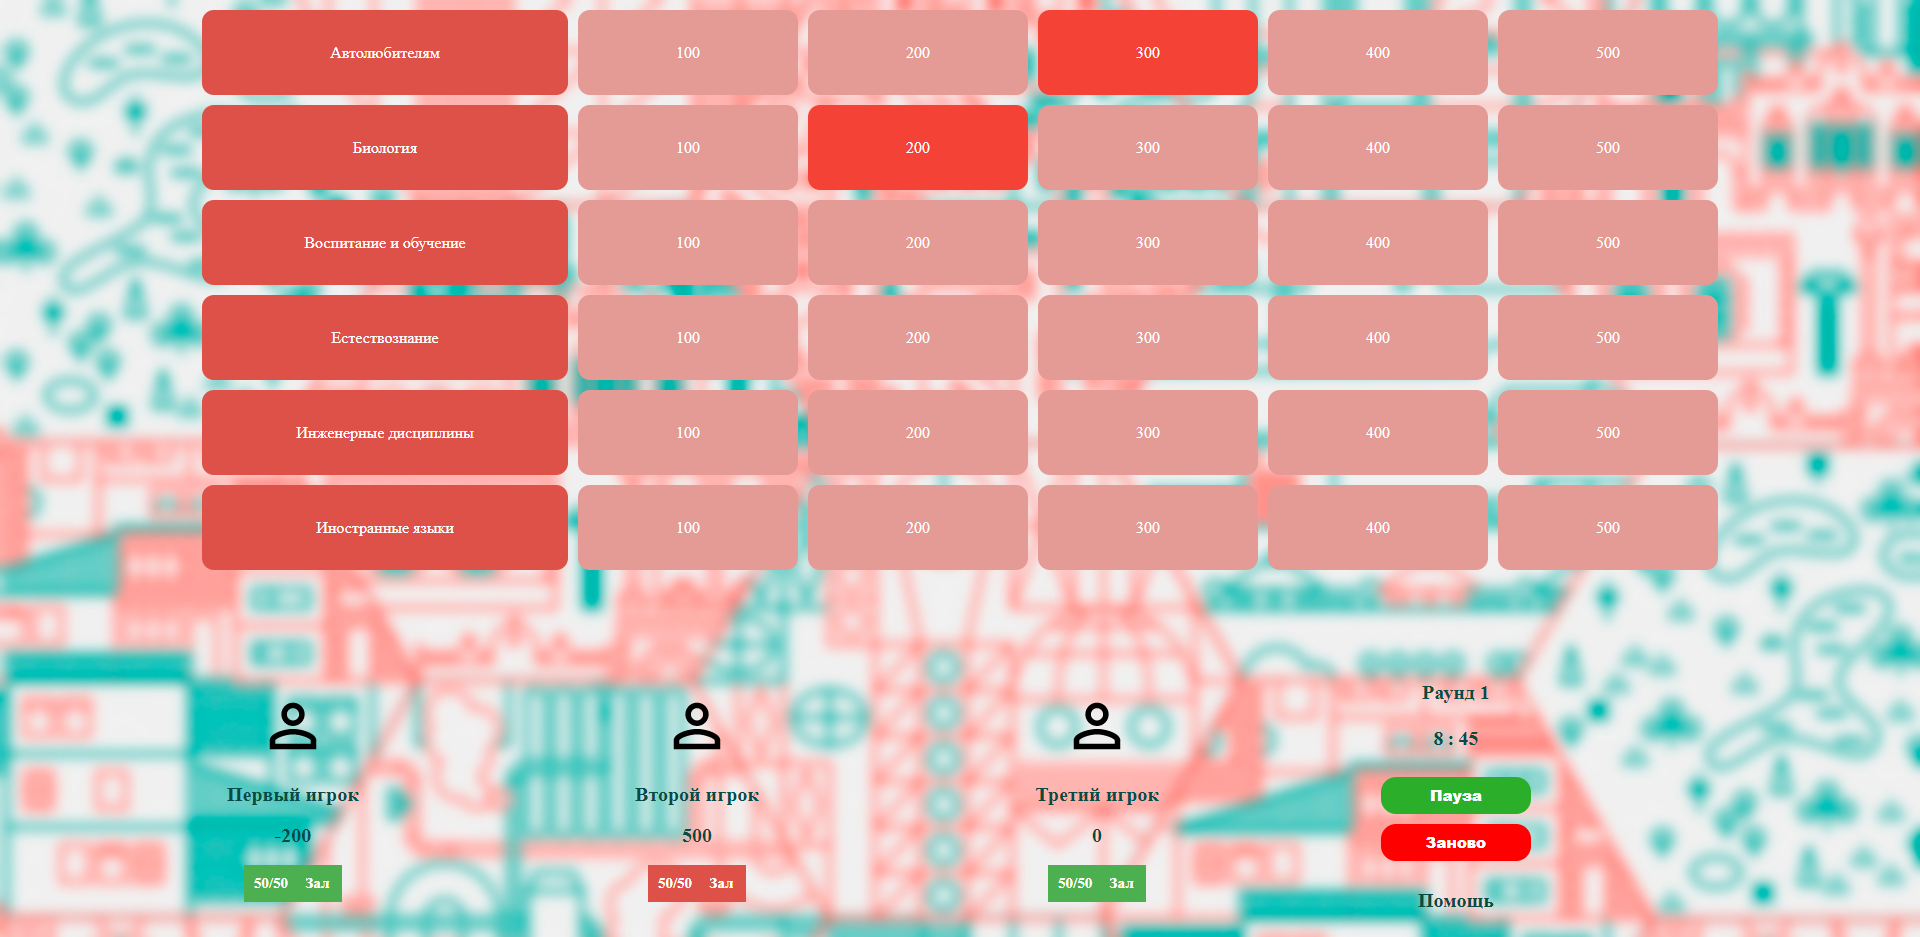 Автолюбителям 100 200 300 400 500
Биология 100 200 300 400 500
Воспитание и обучение 100 200 300 400 500
Естествознание 100 200 300 400 500
Инженерные дисциплины 100 200 300 400 500
Иностранные языки 100 200 300 400 500
Первый игрок
-200
50/50 Зал
Второй игрок
500
50/50 Зал
Третий игрок
0
50/50 Зал
Раунд 1
8 : 45
Пауза
Заново
Помощь